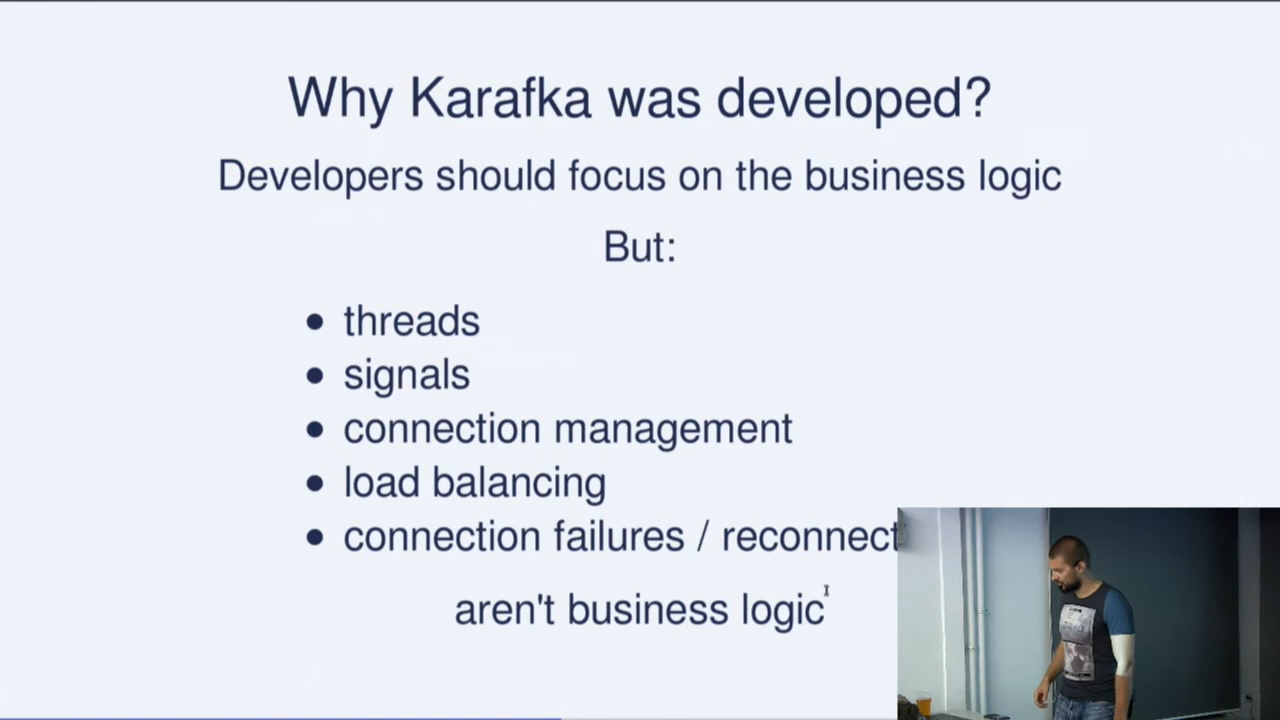 Why Karafka was developed?
Developers should focus on the business logic
But:
• threads
• signals
• connection management
• load balancing
• connection failures / reconnect
aren't business logic